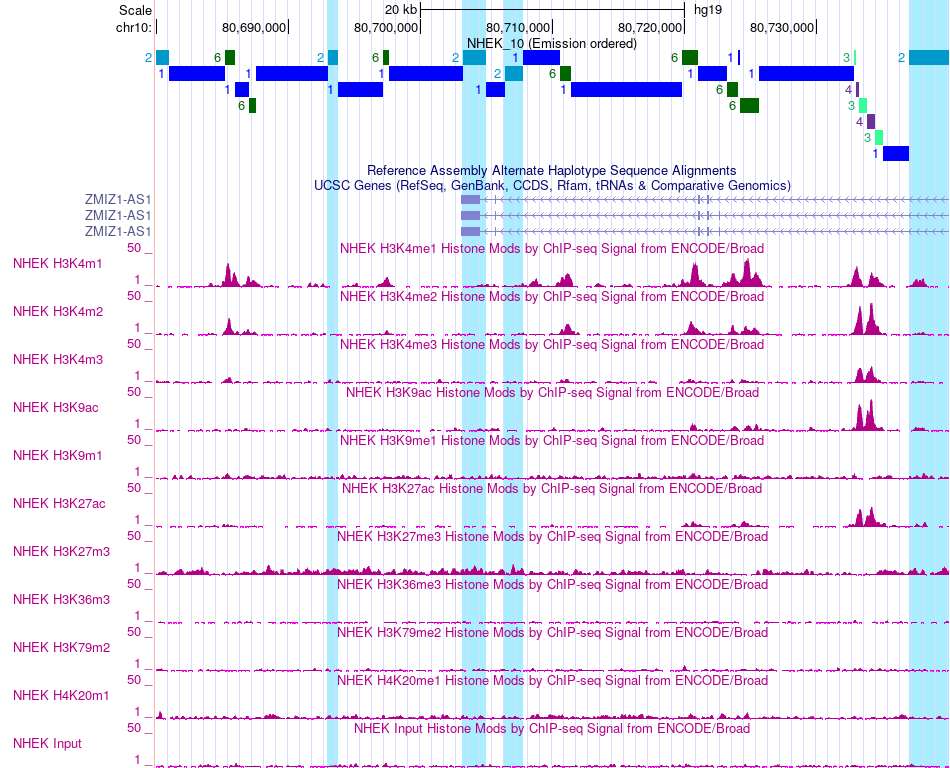 Scale 20 kb hg19
chr10: 80,690,000 80,700,000 80,710,000 80,720,000 80,730,000
NHEK_10 (Emission ordered)
2 6 2 6 2 1 6 1 3 2
1 1 1 2 6 1 1
1 1 1 1 6 4
6 6 3
4
3
1
Reference Assembly Alternate Haplotype Sequence Alignments
UCSC Genes (RefSeq, GenBank, CCDS, Rfam, tRNAs & Comparative Genomics)
ZMIZ1-AS1
ZMIZ1-AS1
ZMIZ1-AS1
50 _ NHEK H3K4me1 Histone Mods by ChIP-seq Signal from ENCODE/Broad
NHEK H3K4m1
1 _
NHEK H3K4me2 Histone Mods by ChIP-seq Signal from ENCODE/Broad
50 _
NHEK H3K4m2
1 _
NHEK H3K4me3 Histone Mods by ChIP-seq Signal from ENCODE/Broad
50 _
NHEK H3K4m3
1 _
NHEK H3K9ac Histone Mods by ChIP-seq Signal from ENCODE/Broad
50 _
NHEK H3K9ac
1 _
NHEK H3K9me1 Histone Mods by ChIP-seq Signal from ENCODE/Broad
50 _
NHEK H3K9m1
1 _
NHEK H3K27ac Histone Mods by ChIP-seq Signal from ENCODE/Broad
50 _
NHEK H3K27ac
1 _
NHEK H3K27me3 Histone Mods by ChIP-seq Signal from ENCODE/Broad
50 _
NHEK H3K27m3
1 _
NHEK H3K36me3 Histone Mods by ChIP-seq Signal from ENCODE/Broad
50 _
NHEK H3K36m3
1 _
NHEK H3K79me2 Histone Mods by ChIP-seq Signal from ENCODE/Broad
50 _
NHEK H3K79m2
1 _
NHEK H4K20me1 Histone Mods by ChIP-seq Signal from ENCODE/Broad
50 _
NHEK H4K20m1
1 _
NHEK Input Histone Mods by ChIP-seq Signal from ENCODE/Broad
50 _
NHEK Input
1 _